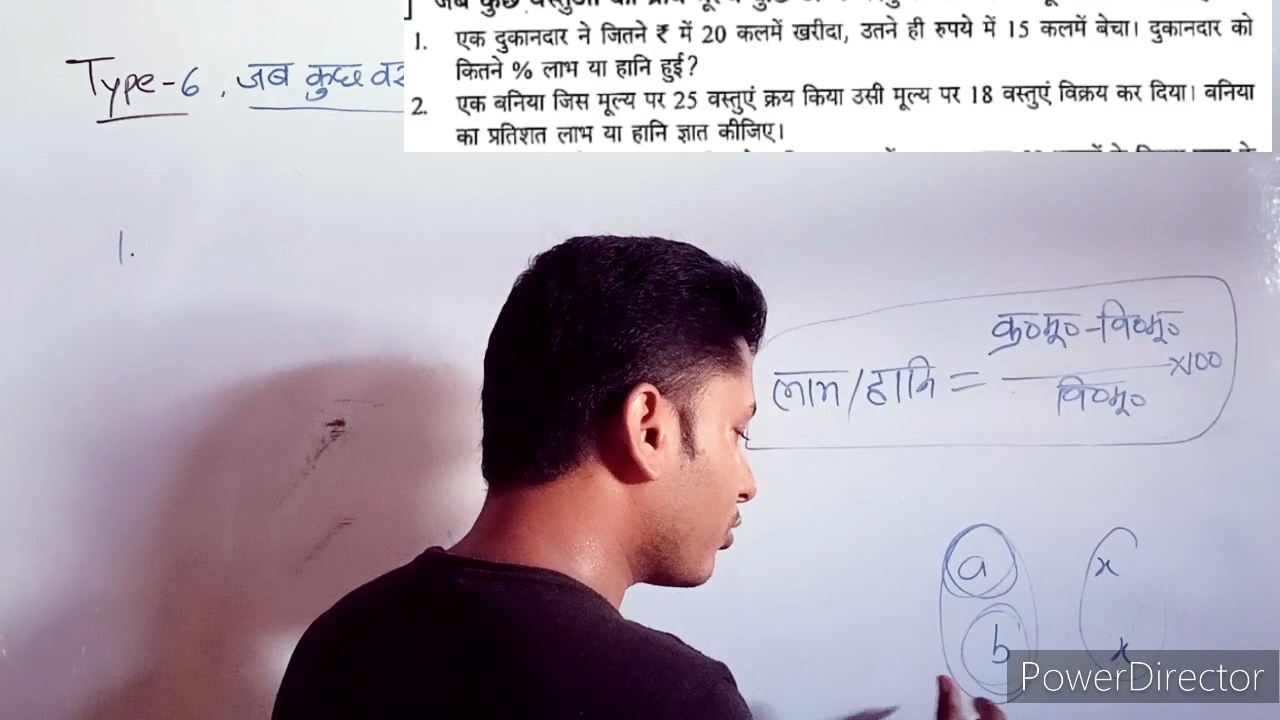 1. एक दुकानदार ने जितने ₹ में 20 कलमें खरीदा, उतने ही रुपये में 15 कलमें बेचा। दुकानदार को
कितने % लाभ या हानि हुई?
2. एक बनिया जिस मूल्य पर 25 वस्तुएं क्रय किया उसी मूल्य पर 18 वस्तुएं विक्रय कर दिया। बनिया
का प्रतिशत लाभ या हानि ज्ञात कीजिए।
Type-6, जब कुछ
1.
क्र०मू० - वि०मू०
लाभ/हानि = ×100
वि०मू०
a x
b x
PowerDirector